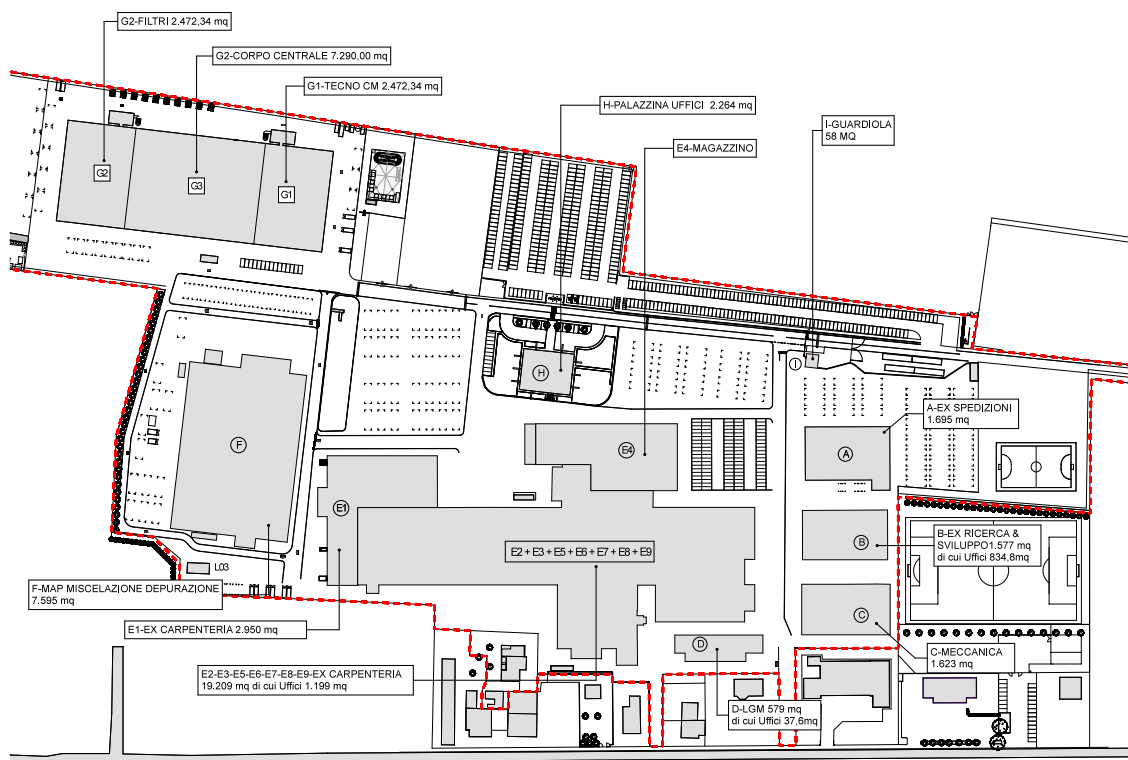 G2-FILTRI 2.472,34 mq
G2-CORPO CENTRALE 7.290,00 mq
G1-TECNO CM 2.472,34 mq
H-PALAZZINA UFFICI 2.264 mq
I-GUARDIOLA
58 MQ
E4-MAGAZZINO
G2
G3
G1
I
H
A-EX SPEDIZIONI
1.695 mq
F
E4
A
E1
B-EX RICERCA &
SVILUPPO1.577 mq
di cui Uffici 834,8mq
B
E2 + E3 + E5 + E6 + E7 + E8 + E9
L03
F-MAP MISCELAZIONE DEPURAZIONE
7.595 mq
C
E1-EX CARPENTERIA 2.950 mq
D
C-MECCANICA
1.623 mq
E2-E3-E5-E6-E7-E8-E9-EX CARPENTERIA
19.209 mq di cui Uffici 1.199 mq
D-LGM 579 mq
di cui Uffici 37,6mq